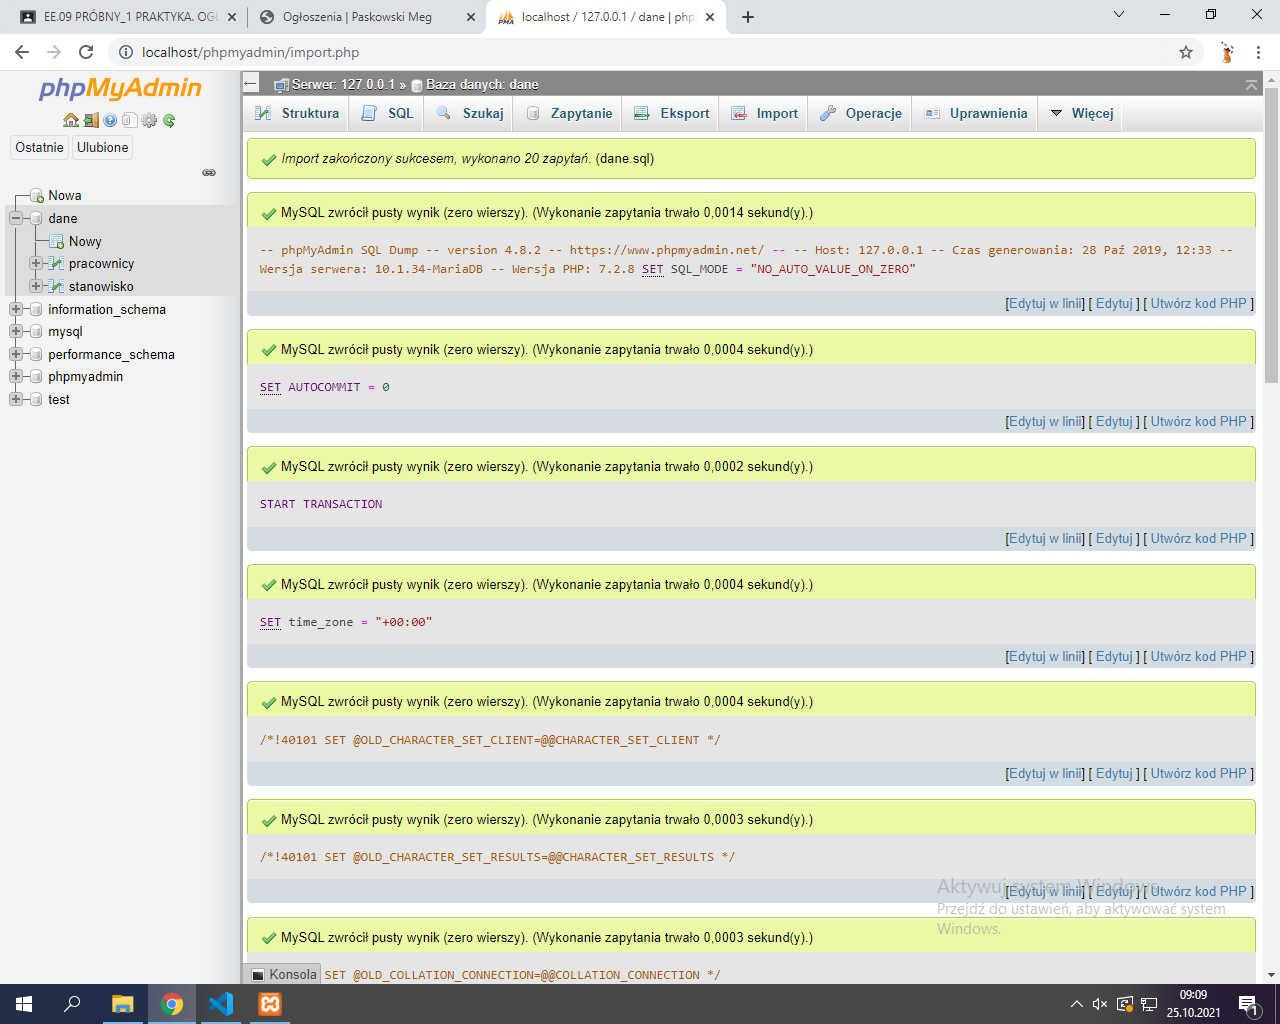 EE.09 PRÓBNY_1 PRAKTYKA. OGŁ
Ogłoszenia | Paskowski Meg
localhost / 127.0.0.1 / dane | php
localhost/phpmyadmin/import.php
phpMyAdmin
Ostatnie
Ulubione
Nowa
dane
Nowy
pracownicy
stanowisko
information_schema
mysql
performance_schema
phpmyadmin
test
Serwer: 127.0.0.1 » Baza danych: dane
Struktura
SQL
Szukaj
Zapytanie
Eksport
Import
Operacje
Uprawnienia
Więcej
Import zakończony sukcesem, wykonano 20 zapytań. (dane.sql)
MySQL zwrócił pusty wynik (zero wierszy). (Wykonanie zapytania trwało 0,0014 sekund(y).)
-- phpMyAdmin SQL Dump -- version 4.8.2 -- https://www.phpmyadmin.net/ -- -- Host: 127.0.0.1 -- Czas generowania: 28 Paź 2019, 12:33 --
Wersja serwera: 10.1.34-MariaDB -- Wersja PHP: 7.2.8 SET SQL_MODE = "NO_AUTO_VALUE_ON_ZERO"
[Edytuj w linii] [ Edytuj ] [ Utwórz kod PHP ]
MySQL zwrócił pusty wynik (zero wierszy). (Wykonanie zapytania trwało 0,0004 sekund(y).)
SET AUTOCOMMIT = 0
[Edytuj w linii] [ Edytuj ] [ Utwórz kod PHP ]
MySQL zwrócił pusty wynik (zero wierszy). (Wykonanie zapytania trwało 0,0002 sekund(y).)
START TRANSACTION
[Edytuj w linii] [ Edytuj ] [ Utwórz kod PHP ]
MySQL zwrócił pusty wynik (zero wierszy). (Wykonanie zapytania trwało 0,0004 sekund(y).)
SET time_zone = "+00:00"
[Edytuj w linii] [ Edytuj ] [ Utwórz kod PHP ]
MySQL zwrócił pusty wynik (zero wierszy). (Wykonanie zapytania trwało 0,0004 sekund(y).)
/*!40101 SET @OLD_CHARACTER_SET_CLIENT=@@CHARACTER_SET_CLIENT */
[Edytuj w linii] [ Edytuj ] [ Utwórz kod PHP ]
MySQL zwrócił pusty wynik (zero wierszy). (Wykonanie zapytania trwało 0,0003 sekund(y).)
/*!40101 SET @OLD_CHARACTER_SET_RESULTS=@@CHARACTER_SET_RESULTS */
[Edytuj w linii] [ Edytuj ] [ Utwórz kod PHP ]
Aktywuj system Windows
Przejdź do ustawień, aby aktywować system
Windows.
MySQL zwrócił pusty wynik (zero wierszy). (Wykonanie zapytania trwało 0,0003 sekund(y).)
Konsola
SET @OLD_COLLATION_CONNECTION=@@COLLATION_CONNECTION */
09:09
25.10.2021
1